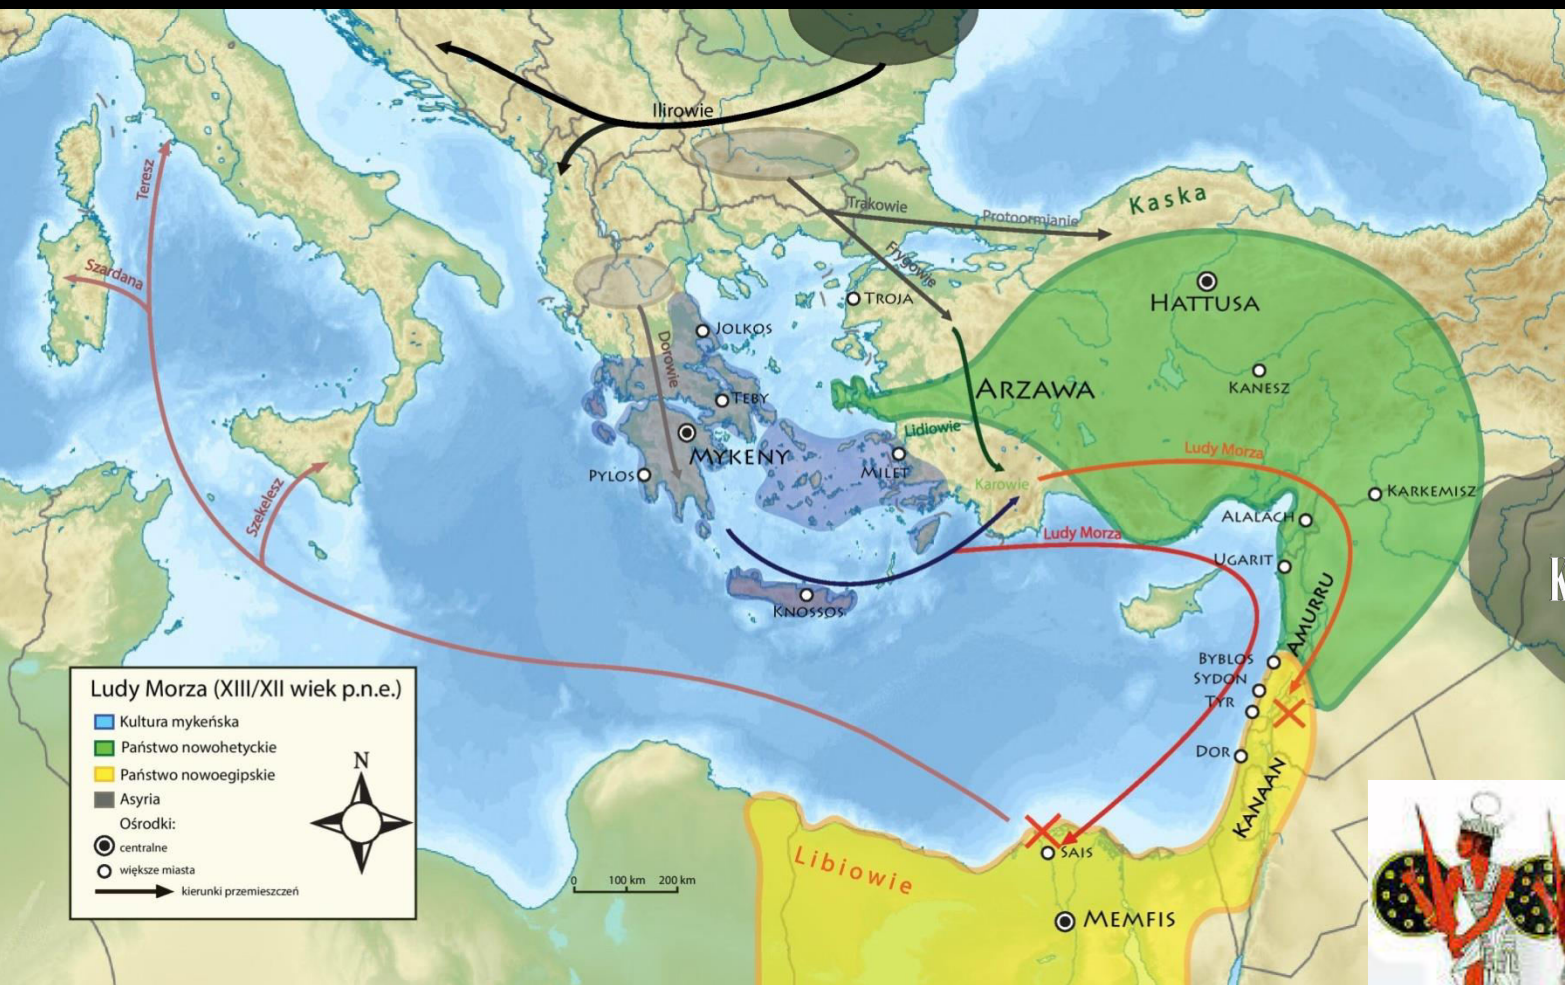 Ilirowie
Teresz
Szardana
Kaska
Trakowie
Protoormianie
Frygowie
TROJA
HATTUSA
JOLKOS
Dorowie
KANESZ
ARZAWA
TEBY
Lidiowie
MYKENY
Ludy Morza
MILET
PYLOS
Karowie
KARKEMISZ
Szekelesz
ALALACH
Ludy Morza
UGARIT
K
KNOSSOS
AMURRU
BYBLOS
SYDON
TYR
DOR
KANAAN
Ludy Morza (XIII/XII wiek p.n.e.)
Kultura mykeńska
Państwo nowohetyckie
Państwo nowoegipskie
Asyria
Ośrodki:
centralne
większe miasta
kierunki przemieszczeń
N
0 100 km 200 km
Libiowie
SAIS
MEMFIS